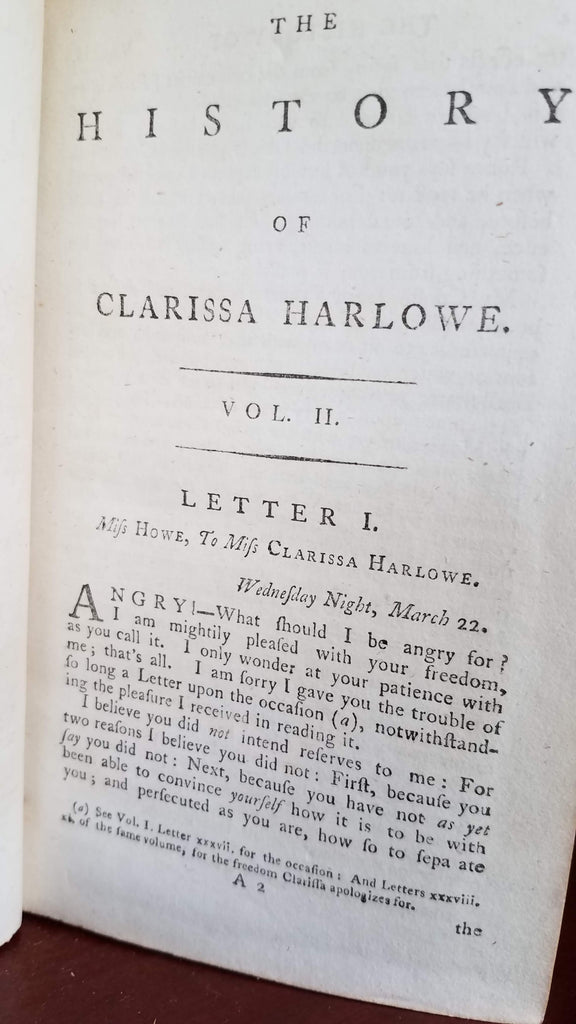 THE
HISTORY
OF
CLARISSA HARLOWE.
VOL. II.
LETTER I.
Miſs HOWE, To Miſs CLARISSA HARLOWE.
Wedneſday Night, March 22.
ANGRY!—What ſhould I be angry for?
I am mightily pleaſed with your freedom,
as you call it. I only wonder at your patience with
me; that's all. I am ſorry I gave you the trouble of
ſo long a Letter upon the occaſion (a), notwithſtand-
ing the pleaſure I received in reading it.
I believe you did not intend reſerves to me: For
two reaſons I believe you did not: Firſt, becauſe you
ſay you did not: Next, becauſe you have not as yet
been able to convince yourſelf how it is to be with
you; and perſecuted as you are, how ſo to ſepa ate
(a) See Vol. I. Letter xxxvii. for the occaſion: And Letters xxxviii.
xl. of the ſame volume, for the freedom Clariſſa apologizes for.
A 2
the